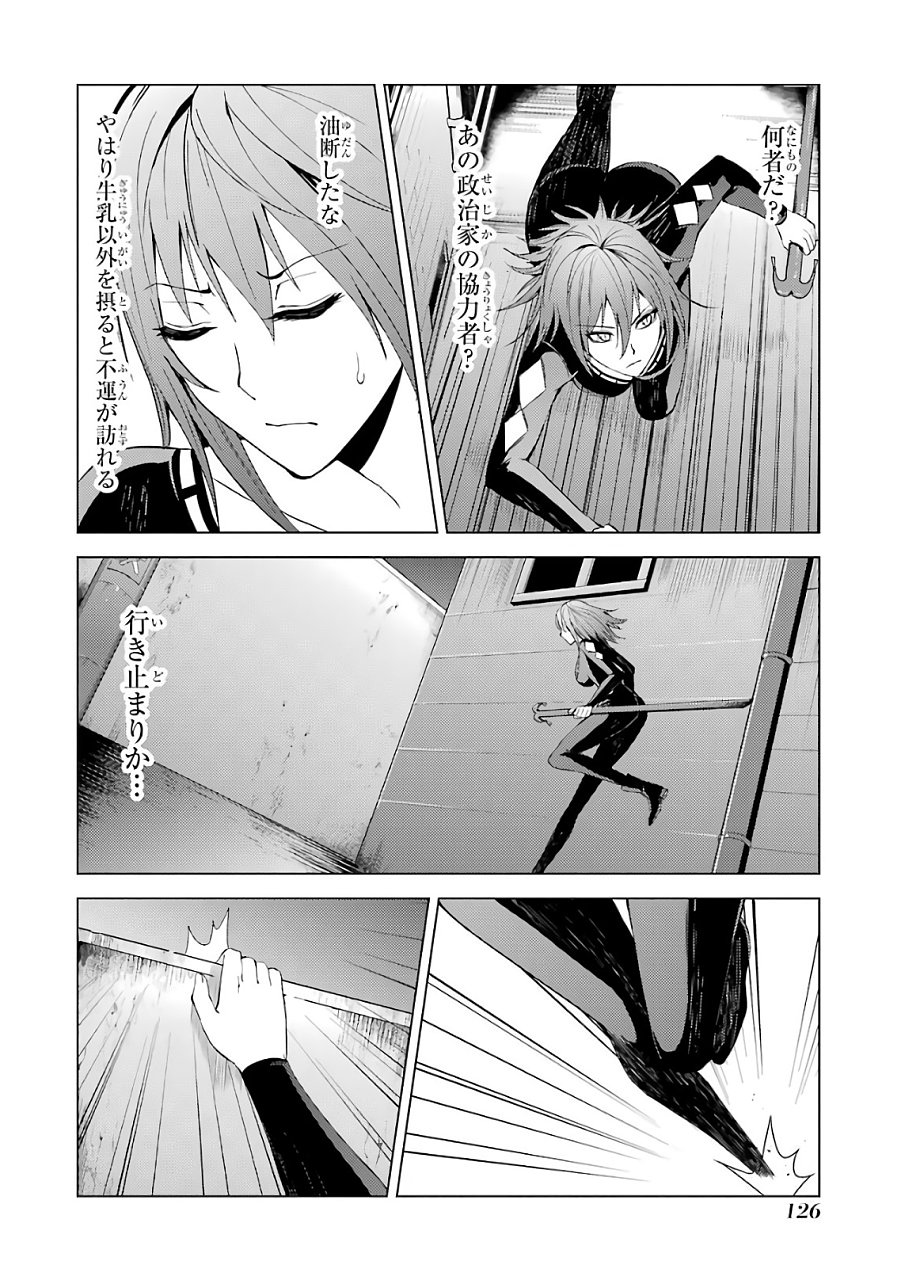 何者だ?
あの政治家の協力者?
油断したな
やはり牛乳以外を摂ると不運が訪れる
行き止まりか…
126